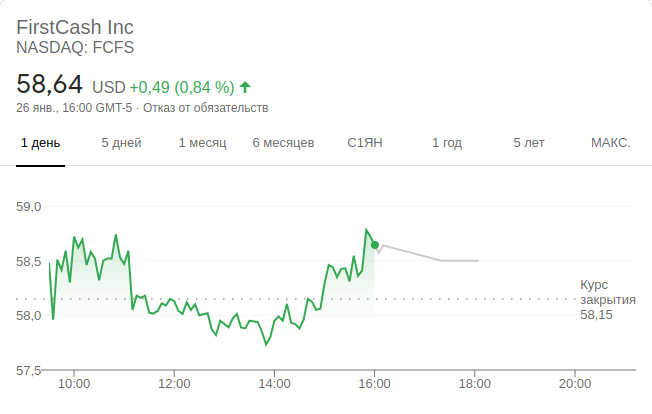 FirstCash Inc
NASDAQ: FCFS
58,64 USD +0,49 (0,84 %)
26 янв., 16:00 GMT-5 · Отказ от обязательств
1 день 5 дней 1 месяц 6 месяцев С1ЯН 1 год 5 лет МАКС.
59,0
58,5
Курс
закрытия
58,15
58,0
57,5
10:00 12:00 14:00 16:00 18:00 20:00